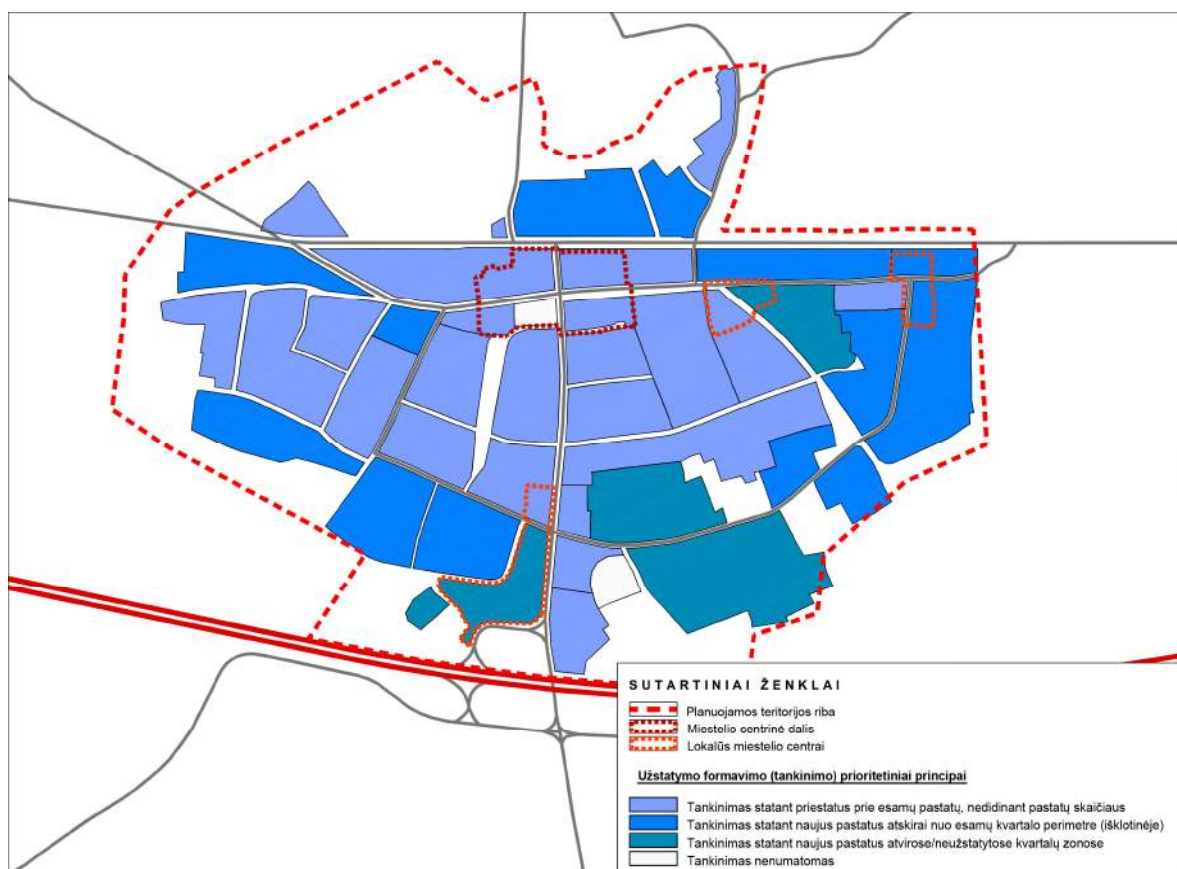 SUTARTINIAI ŽENKLAI
Planuojamos teritorijos riba
Miestelio centrinė dalis
Lokalūs miestelio centrai
Užstatymo formavimo (tankinimo) prioritetiniai principai
Tankinimas statant priestatus prie esamų pastatų, nedidinant pastatų skaičiaus
Tankinimas statant naujus pastatus atskirai nuo esamų kvartalo perimetre (išklotinėje)
Tankinimas statant naujus pastatus atvirose/neužstatytose kvartalų zonose
Tankinimas nenumatomas